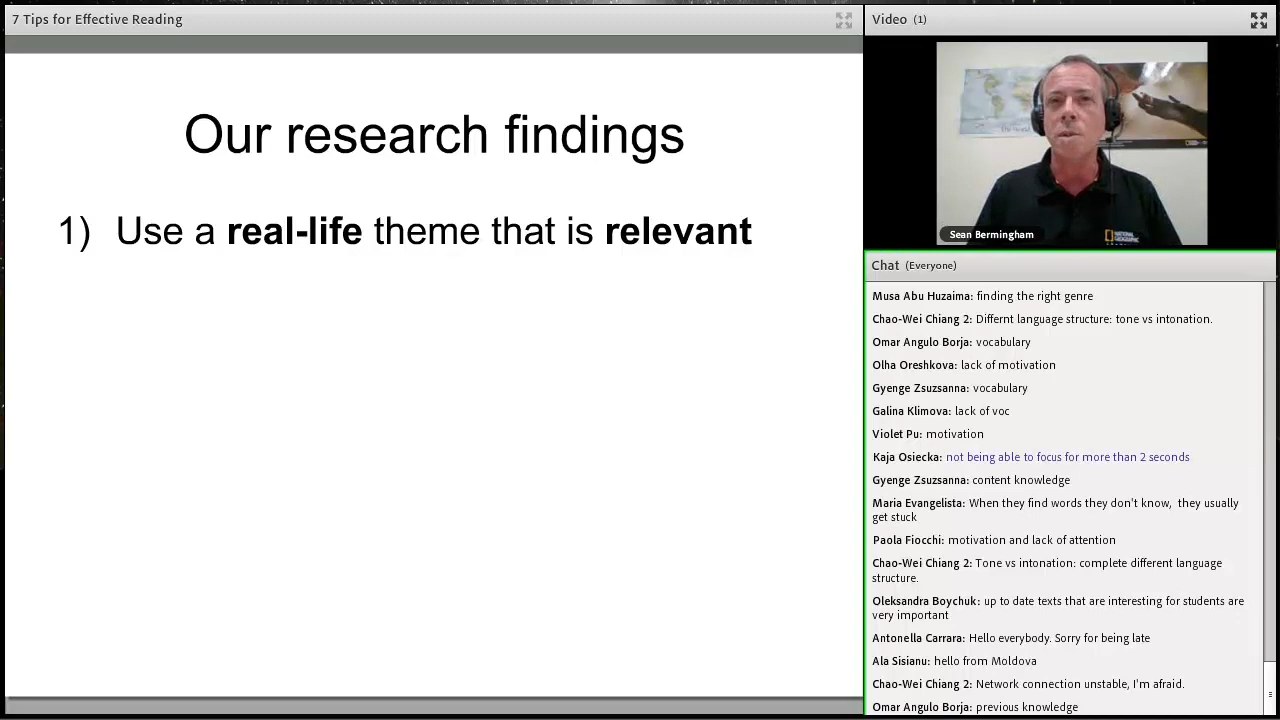 7 Tips for Effective Reading
Our research findings
1) Use a real-life theme that is relevant
Video (1)
Sean Bermingham
NATIONAL
GEOGRAPHIC
Chat (Everyone)
Musa Abu Huzaima: finding the right genre
Chao-Wei Chiang 2: Differnt language structure: tone vs intonation.
Omar Angulo Borja: vocabulary
Olha Oreshkova: lack of motivation
Gyenge Zsuzsanna: vocabulary
Galina Klimova: lack of voc
Violet Pu: motivation
Kaja Osiecka: not being able to focus for more than 2 seconds
Gyenge Zsuzsanna: content knowledge
Maria Evangelista: When they find words they don't know, they usually
get stuck
Paola Fiocchi: motivation and lack of attention
Chao-Wei Chiang 2: Tone vs intonation: complete different language
structure.
Oleksandra Boychuk: up to date texts that are interesting for students are
very important
Antonella Carrara: Hello everybody. Sorry for being late
Ala Sisianu: hello from Moldova
Chao-Wei Chiang 2: Network connection unstable, I'm afraid.
Omar Angulo Borja: previous knowledge